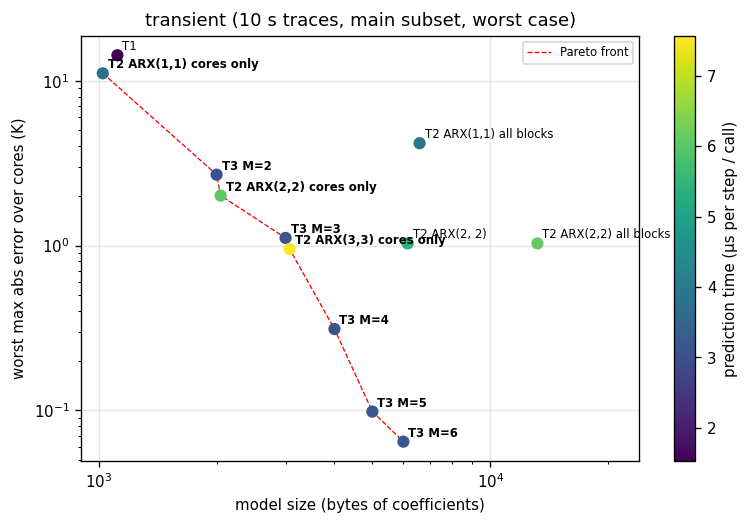 transient (10 s traces, main subset, worst case)
Pareto front
T1
T2 ARX(1,1) cores only
T2 ARX(1,1) all blocks
T3 M=2
T2 ARX(2,2) cores only
T3 M=3
T2 ARX(2, 2)
T2 ARX(2,2) all blocks
T2 ARX(3,3) cores only
T3 M=4
T3 M=5
T3 M=6
10¹
10⁰
10⁻¹
worst max abs error over cores (K)
10³
10⁴
model size (bytes of coefficients)
7
6
5
4
3
2
prediction time (µs per step / call)